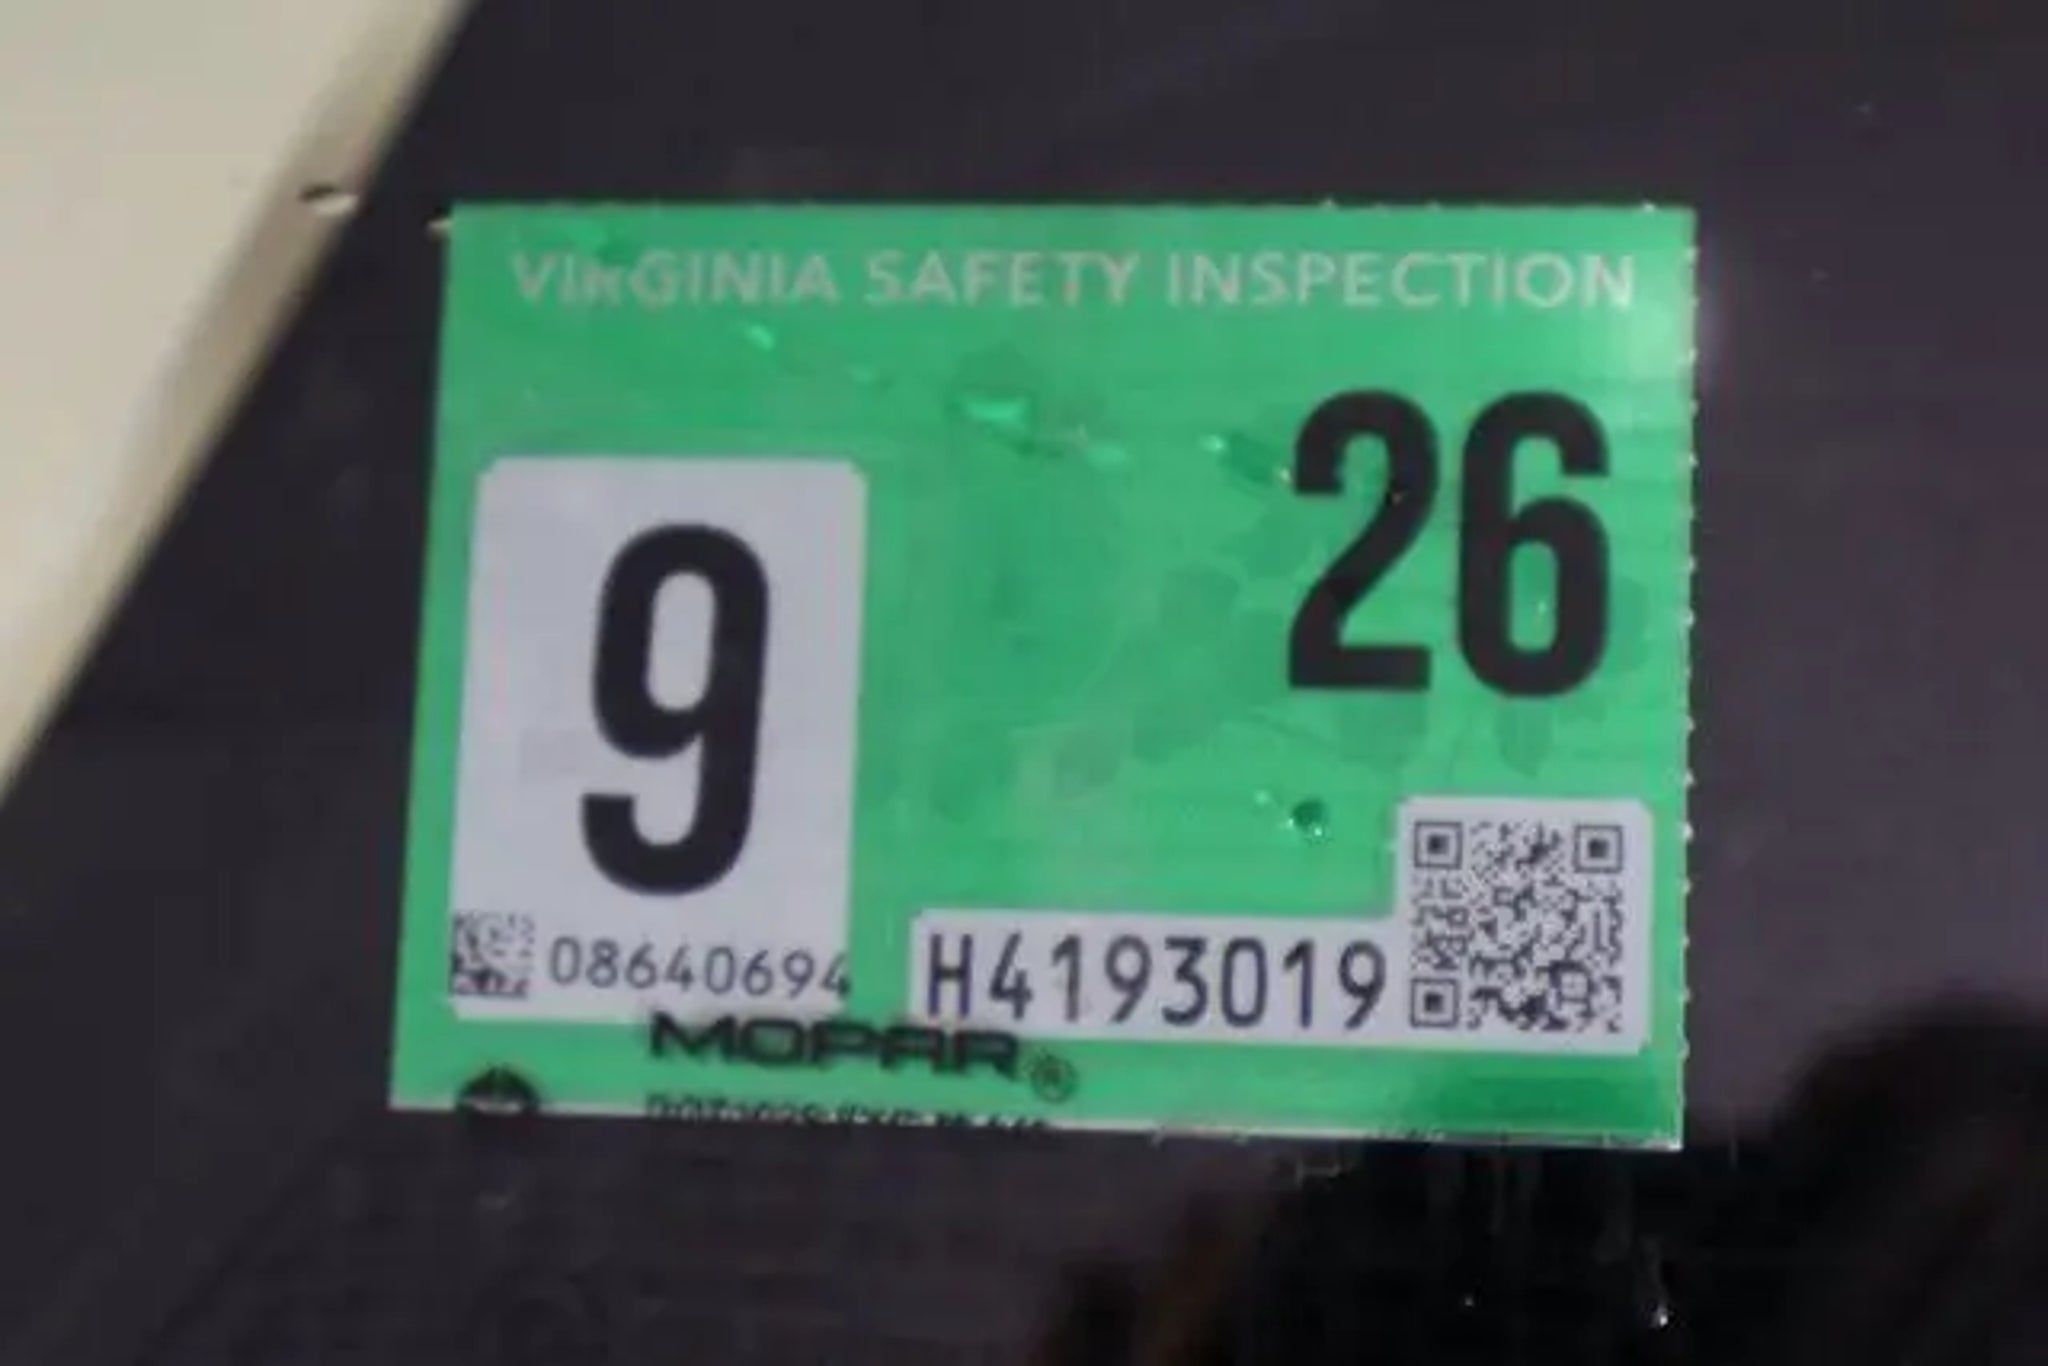 VIRGINIA SAFETY INSPECTION
26
9
08640694
H4193019
MOPAR®